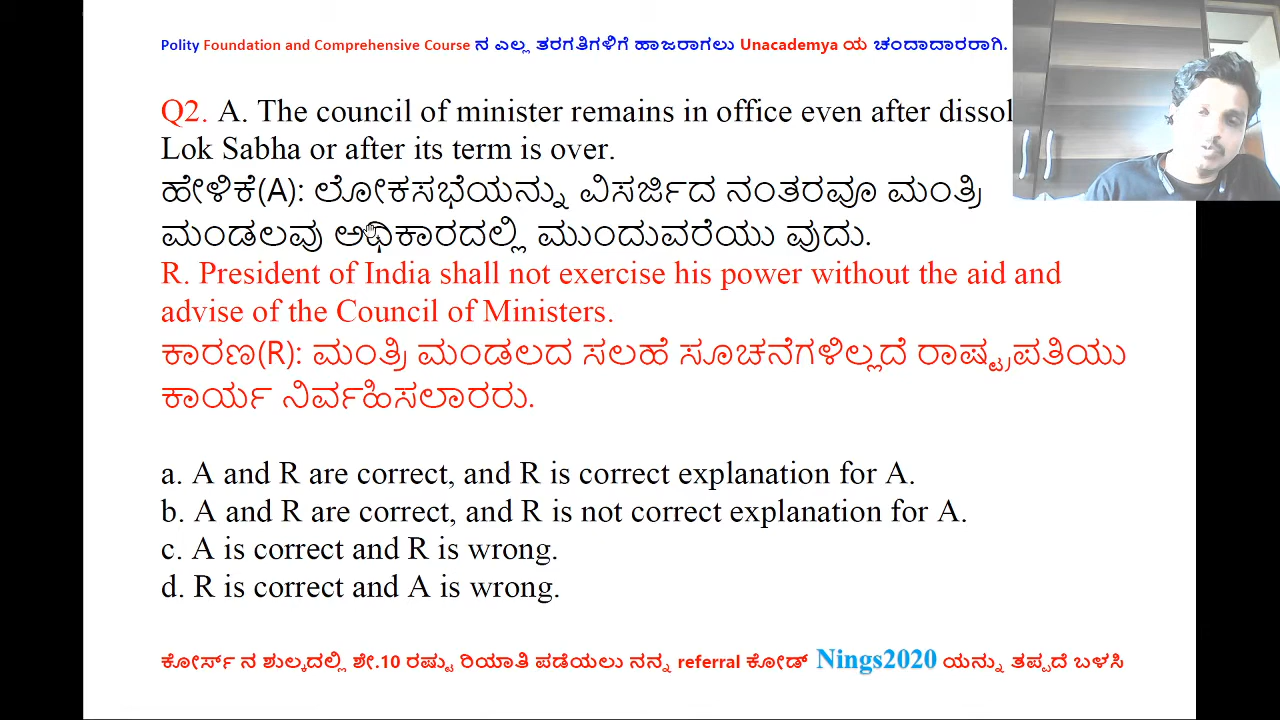 Polity Foundation and Comprehensive Course ನ ಎಲ್ಲ ತರಗತಿಗಳಿಗೆ ಹಾಜರಾಗಲು Unacademya ಯ ಚಂದಾದಾರರಾಗಿ.
Q2. A. The council of minister remains in office even after
Lok Sabha or after its term is over.
ಹೇಳಿಕೆ(A): ಲೋಕಸಭೆಯನ್ನು ವಿಸರ್ಜಿದ ನಂತರವೂ ಮಂತ್ರಿ
ಮಂಡಲವು ಅಧಿಕಾರದಲ್ಲಿ ಮುಂದುವರೆಯು ವುದು.
R. President of India shall not exercise his power without the aid and
advise of the Council of Ministers.
ಕಾರಣ(R): ಮಂತ್ರಿ ಮಂಡಲದ ಸಲಹೆ ಸೂಚನೆಗಳಿಲ್ಲದೆ ರಾಷ್ಟ್ರಪತಿಯು
ಕಾರ್ಯ ನಿರ್ವಹಿಸಲಾರರು.
a. A and R are correct, and R is correct explanation for A.
b. A and R are correct, and R is not correct explanation for A.
c. A is correct and R is wrong.
d. R is correct and A is wrong.
ಕೋರ್ಸ್ ನ ಶುಲ್ಕದಲ್ಲಿ ಶೇ.10 ರಷ್ಟು ರಿಯಾತಿ ಪಡೆಯಲು ನನ್ನ referral ಕೋಡ್ Nings2020 ಯನ್ನು ತಪ್ಪದೆ ಬಳಸಿ